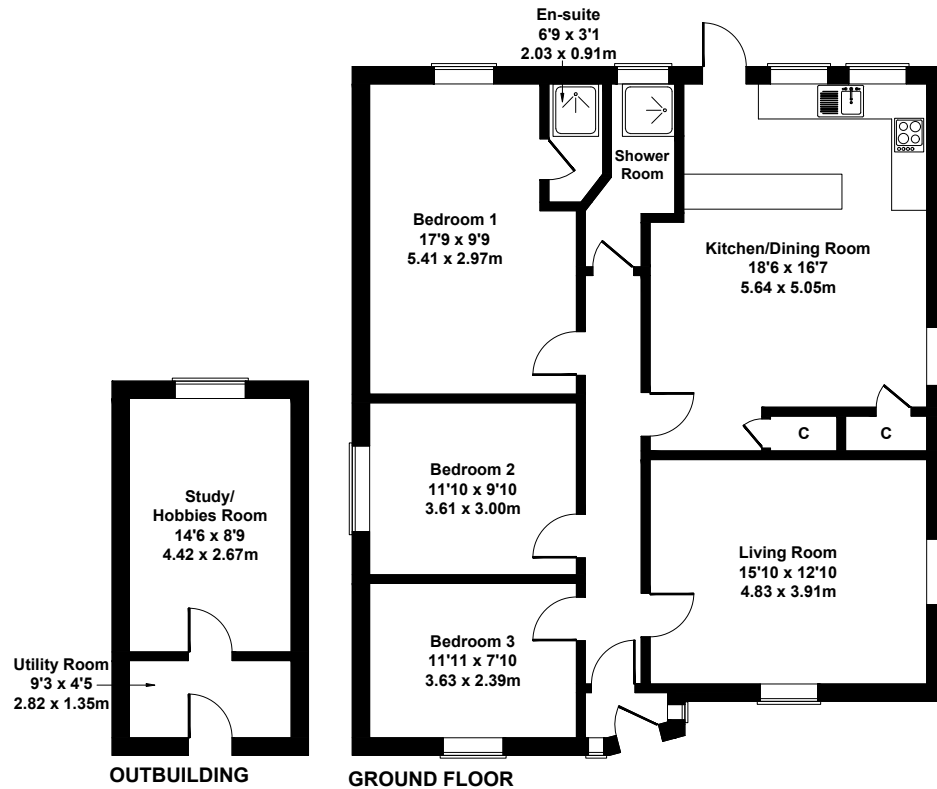 En-suite
6'9 x 3'1
2.03 x 0.91m
Shower
Room
Bedroom 1
17'9 x 9'9
5.41 x 2.97m
Kitchen/Dining Room
18'6 x 16'7
5.64 x 5.05m
C
C
Bedroom 2
11'10 x 9'10
3.61 x 3.00m
Study/
Hobbies Room
14'6 x 8'9
4.42 x 2.67m
Living Room
15'10 x 12'10
4.83 x 3.91m
Bedroom 3
11'11 x 7'10
3.63 x 2.39m
Utility Room
9'3 x 4'5
2.82 x 1.35m
OUTBUILDING
GROUND FLOOR